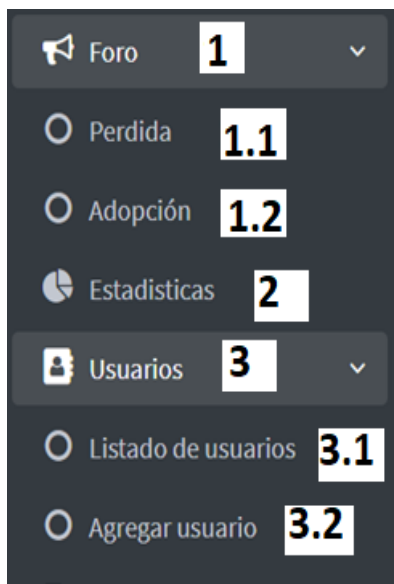 Foro 1
Perdida 1.1
Adopción 1.2
Estadisticas 2
Usuarios 3
Listado de usuarios 3.1
Agregar usuario 3.2